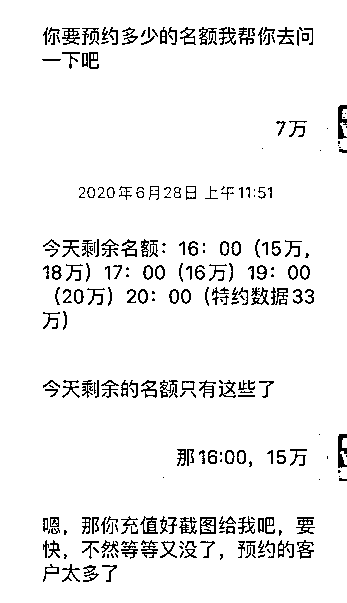 你要预约多少的名额我帮你去问
一下吧
7万
2020年6月28日 上午11:51
今天剩余名额：16：00（15万，
18万）17：00（16万）19：00
（20万）20：00（特约数据33
万）
今天剩余的名额只有这些了
那16:00，15万
嗯，那你充值好截图给我吧，要
快，不然等等又没了，预约的客
户太多了